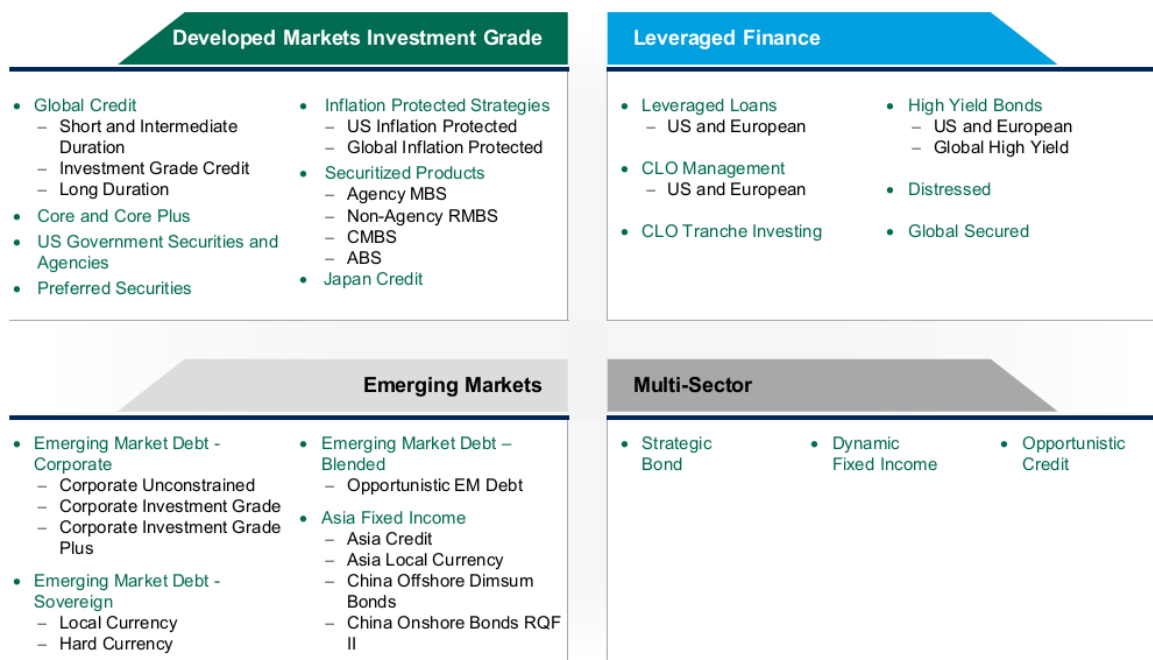 Developed Markets Investment Grade
• Global Credit
– Short and Intermediate
Duration
– Investment Grade Credit
– Long Duration
• Core and Core Plus
• US Government Securities and
Agencies
• Preferred Securities
• Inflation Protected Strategies
– US Inflation Protected
– Global Inflation Protected
• Securitized Products
– Agency MBS
– Non-Agency RMBS
– CMBS
– ABS
• Japan Credit
Leveraged Finance
• Leveraged Loans
– US and European
• CLO Management
– US and European
• CLO Tranche Investing
• High Yield Bonds
– US and European
– Global High Yield
• Distressed
• Global Secured
Emerging Markets
• Emerging Market Debt -
Corporate
– Corporate Unconstrained
– Corporate Investment Grade
– Corporate Investment Grade
Plus
• Emerging Market Debt -
Sovereign
– Local Currency
– Hard Currency
• Emerging Market Debt –
Blended
– Opportunistic EM Debt
• Asia Fixed Income
– Asia Credit
– Asia Local Currency
– China Offshore Dimsum
Bonds
– China Onshore Bonds RQF
II
Multi-Sector
• Strategic
Bond
• Dynamic
Fixed Income
• Opportunistic
Credit